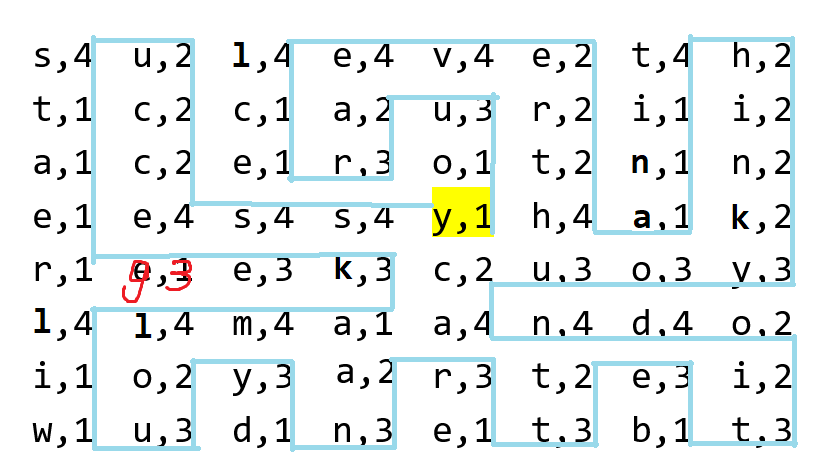 s,4 u,2 l,4 e,4 v,4 e,2 t,4 h,2
t,1 c,2 c,1 a,2 u,3 r,2 i,1 i,2
a,1 c,2 e,1 r,3 o,1 t,2 n,1 n,2
e,1 e,4 s,4 s,4 y,1 h,4 a,1 k,2
r,1 g 3 e,3 k,3 c,2 u,3 o,3 y,3
l,4 l,4 m,4 a,1 a,4 n,4 d,4 o,2
i,1 o,2 y,3 a,2 r,3 t,2 e,3 i,2
w,1 u,3 d,1 n,3 e,1 t,3 b,1 t,3